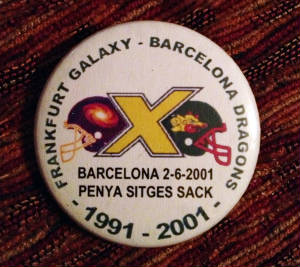 FRANKFURT GALAXY - BARCELONA DRAGONS
X
BARCELONA 2-6-2001
PENYA SITGES SACK
- 1991 - 2001 -